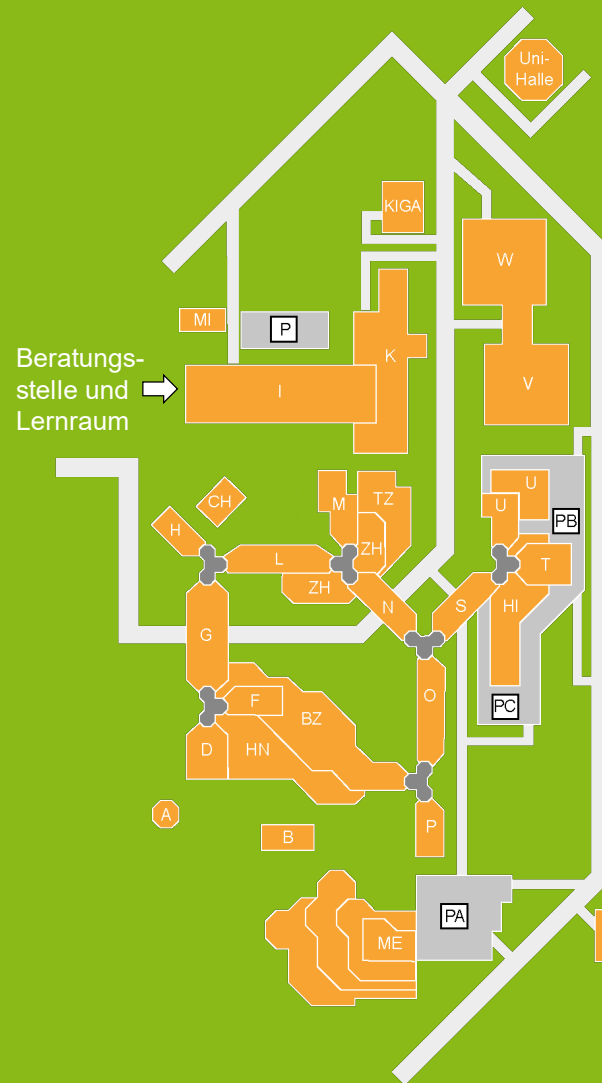 Uni-
Halle
KIGA
W
MI
P
K
V
Beratungs-
stelle und
Lernraum
I
U
U
PB
CH
M
TZ
H
ZH
L
ZH
T
N
S
HI
G
F
O
BZ
PC
D
HN
A
B
P
PA
ME